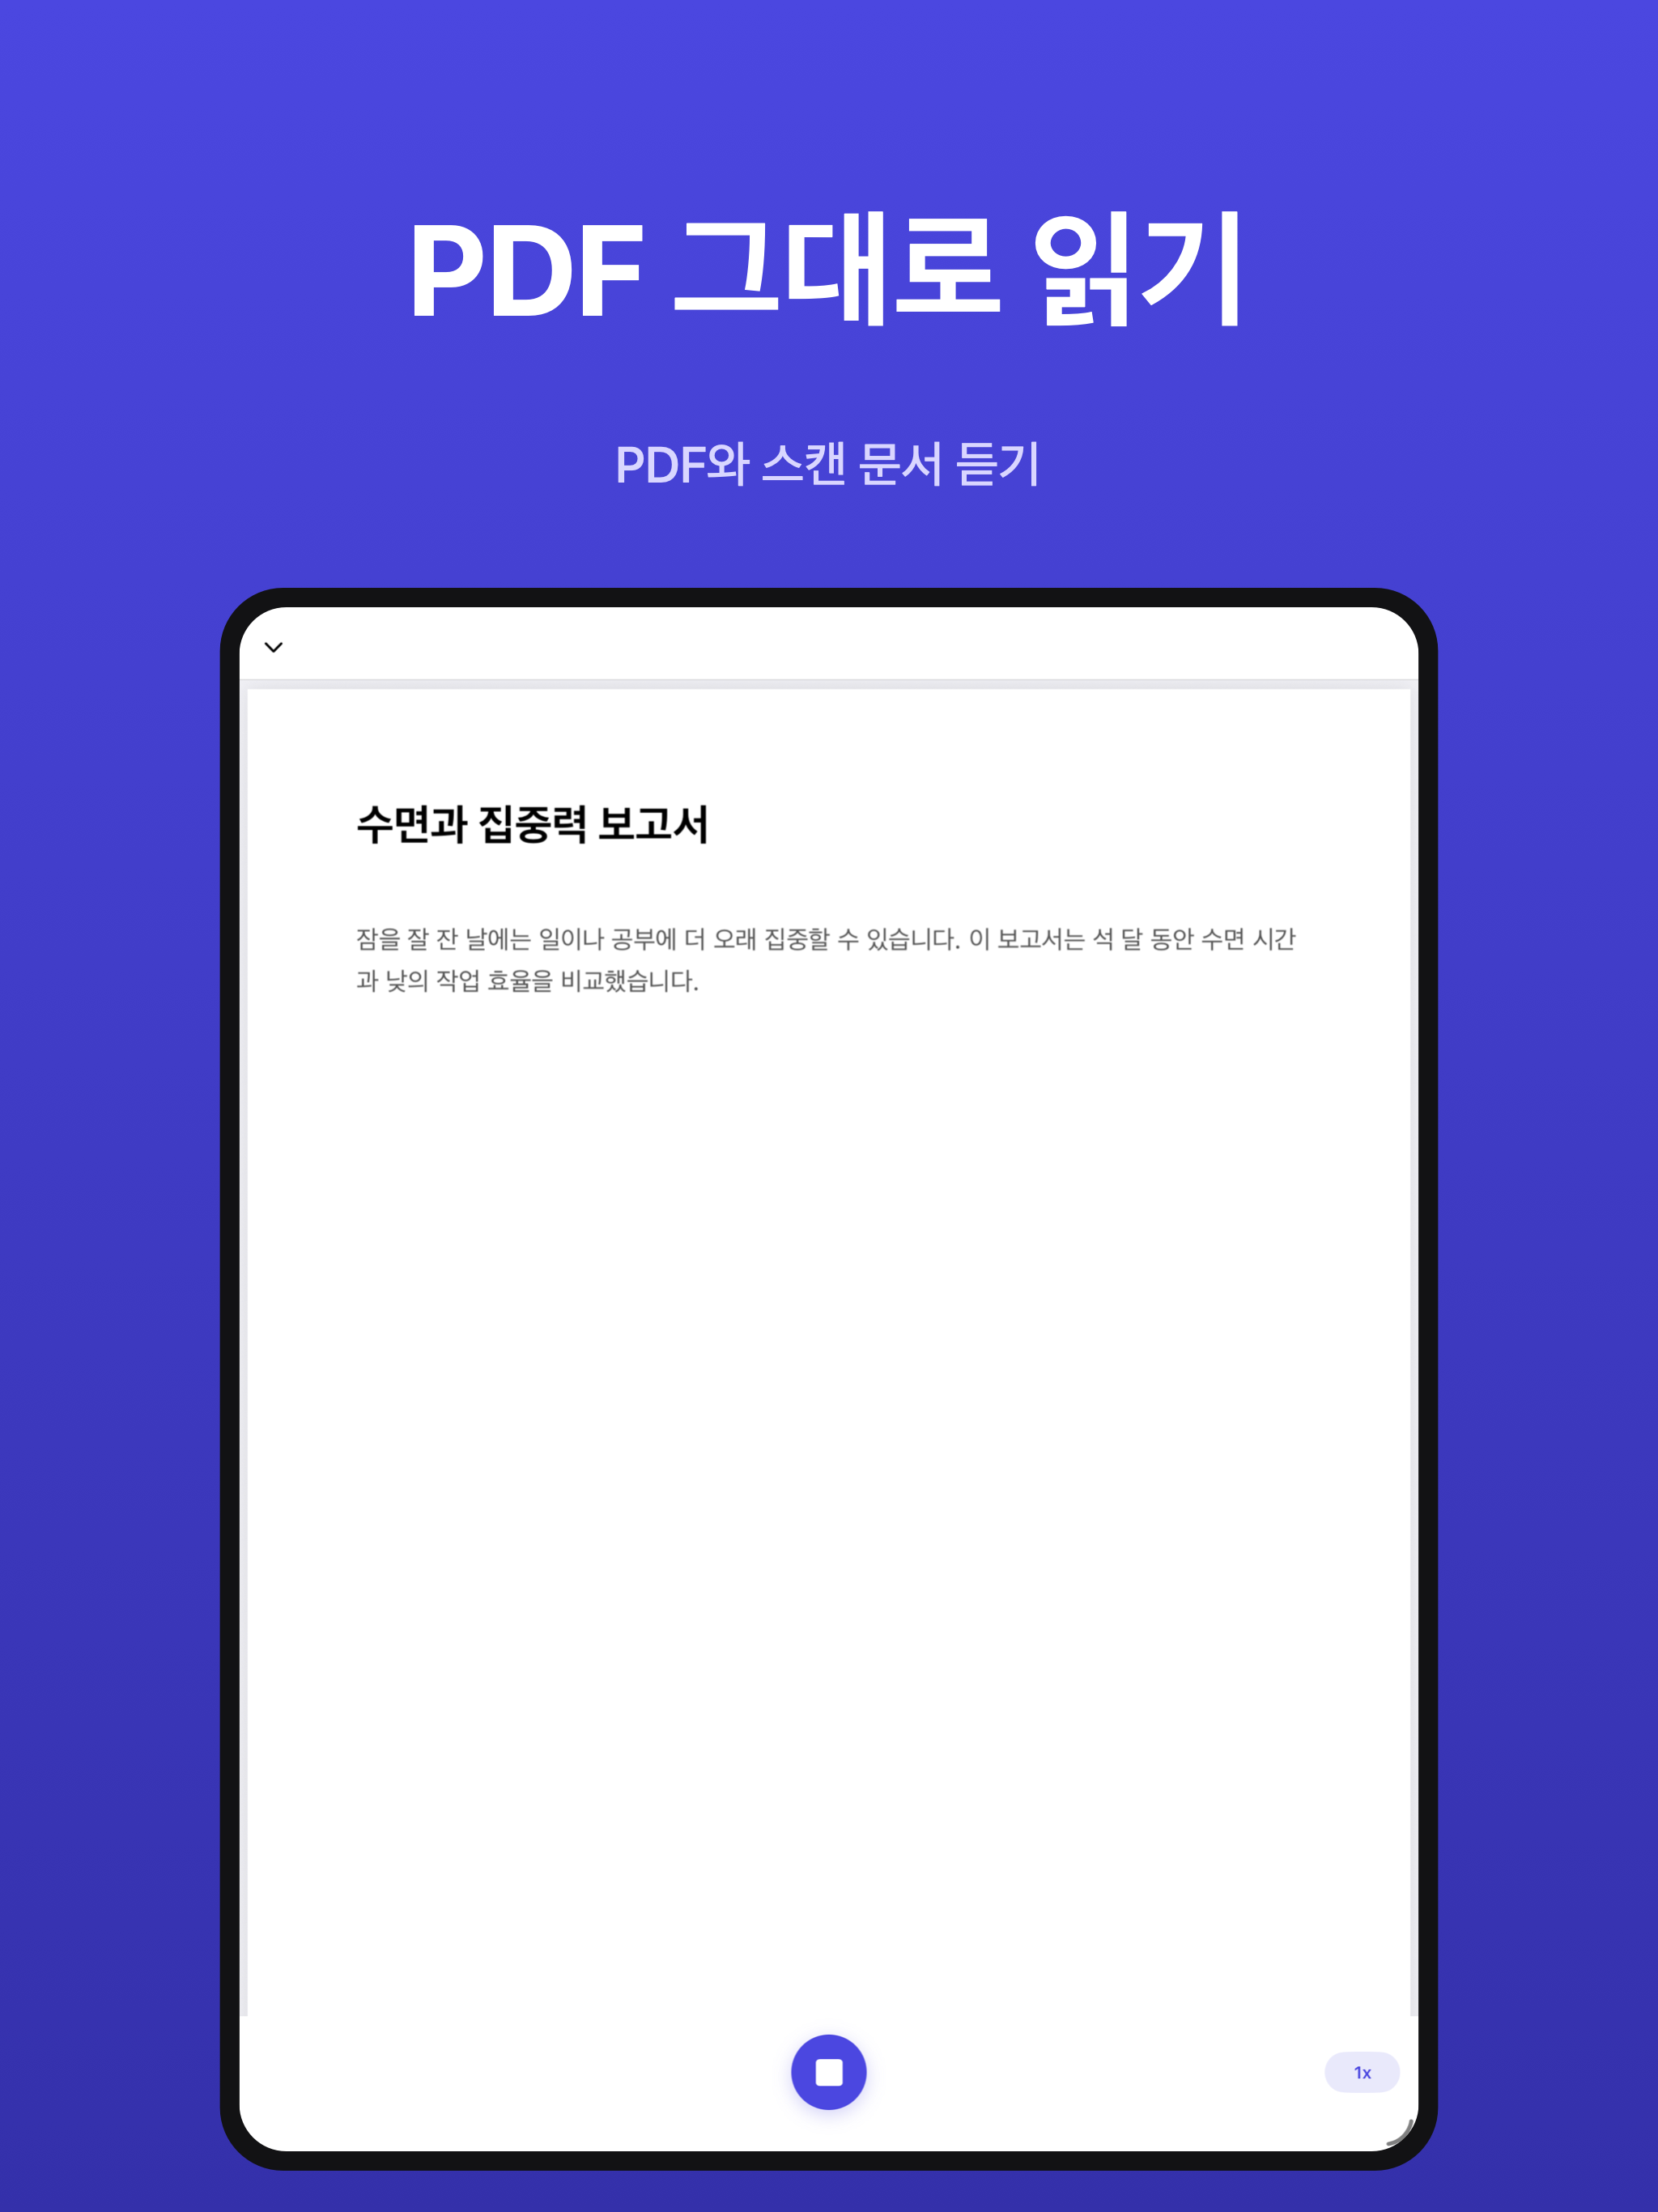 PDF 그대로 읽기
PDF와 스캔 문서 듣기
수면과 집중력 보고서
잠을 잘 잔 날에는 일이나 공부에 더 오래 집중할 수 있습니다. 이 보고서는 석 달 동안 수면 시간
과 낮의 작업 효율을 비교했습니다.
1x